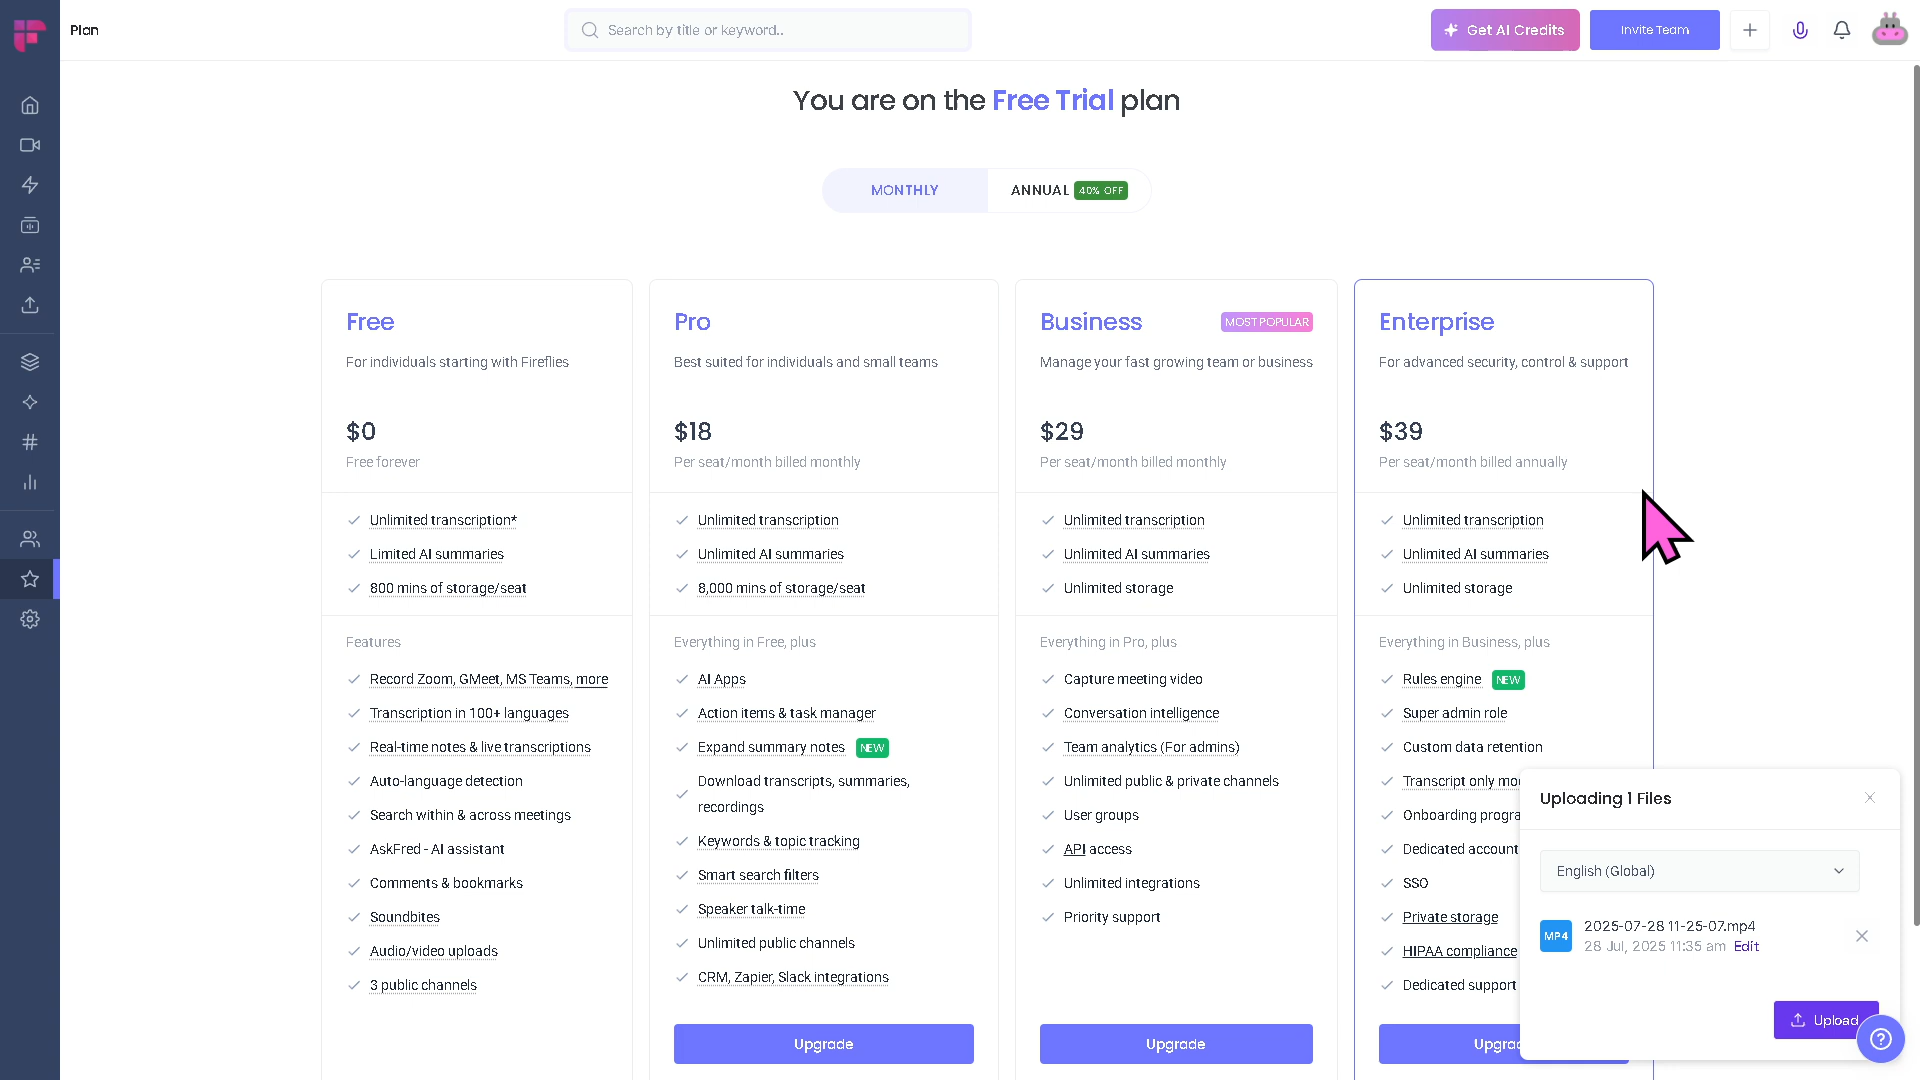 Plan
Search by title or keyword..
Get AI Credits
Invite Team
You are on the Free Trial plan
MONTHLY
ANNUAL 40% OFF
Free
For individuals starting with Fireflies
$0
Free forever
Unlimited transcription*
Limited AI summaries
800 mins of storage/seat
Features
Record Zoom, GMeet, MS Teams, more
Transcription in 100+ languages
Real-time notes & live transcriptions
Auto-language detection
Search within & across meetings
AskFred - AI assistant
Comments & bookmarks
Soundbites
Audio/video uploads
3 public channels
Pro
Best suited for individuals and small teams
$18
Per seat/month billed monthly
Unlimited transcription
Unlimited AI summaries
8,000 mins of storage/seat
Everything in Free, plus
AI Apps
Action items & task manager
Expand summary notes NEW
Download transcripts, summaries,
recordings
Keywords & topic tracking
Smart search filters
Speaker talk-time
Unlimited public channels
CRM, Zapier, Slack integrations
Upgrade
Business MOST POPULAR
Manage your fast growing team or business
$29
Per seat/month billed monthly
Unlimited transcription
Unlimited AI summaries
Unlimited storage
Everything in Pro, plus
Capture meeting video
Conversation intelligence
Team analytics (For admins)
Unlimited public & private channels
User groups
API access
Unlimited integrations
Priority support
Upgrade
Enterprise
For advanced security, control & support
$39
Per seat/month billed annually
Unlimited transcription
Unlimited AI summaries
Unlimited storage
Everything in Business, plus
Rules engine NEW
Super admin role
Custom data retention
Transcript only
Onboarding
Dedicated account
SSO
Private storage
HIPAA compliance
Dedicated support
Uploading 1 Files
English (Global)
MP4
2025-07-28 11-25-07.mp4
28 Jul, 2025 11:35 am Edit
Upload